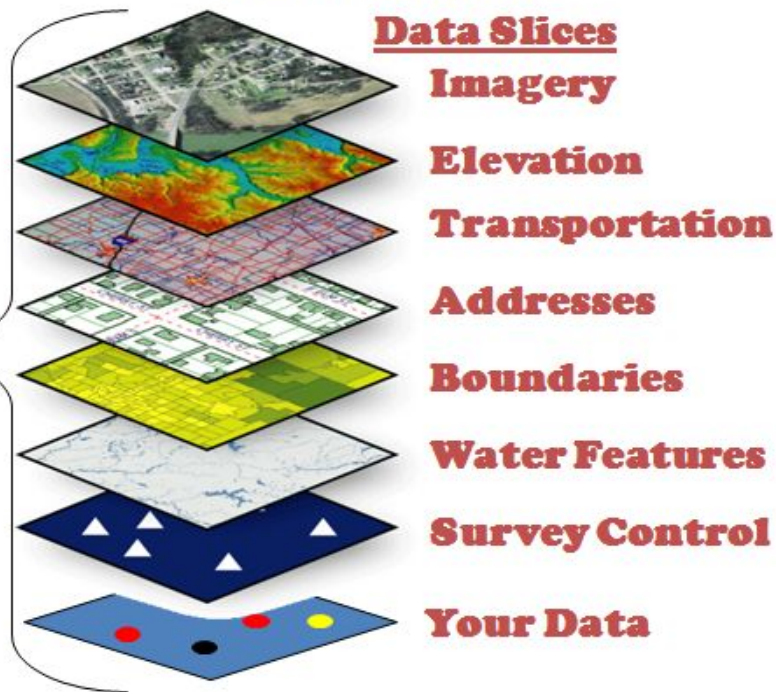 Data Slices
Imagery
Elevation
Transportation
Addresses
Boundaries
Water Features
Survey Control
Your Data